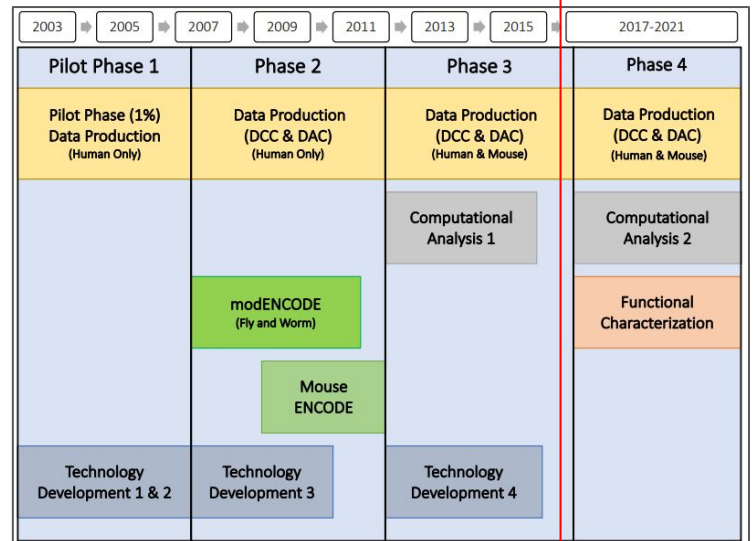 2003 2005 2007 2009 2011 2013 2015 2017-2021
Pilot Phase 1 Phase 2 Phase 3 Phase 4
Pilot Phase (1%)
Data Production
(Human Only)
Data Production
(DCC & DAC)
(Human Only)
Data Production
(DCC & DAC)
(Human & Mouse)
Data Production
(DCC & DAC)
(Human & Mouse)
Computational
Analysis 1
Computational
Analysis 2
modENCODE
(Fly and Worm)
Functional
Characterization
Mouse
ENCODE
Technology
Development 1 & 2
Technology
Development 3
Technology
Development 4